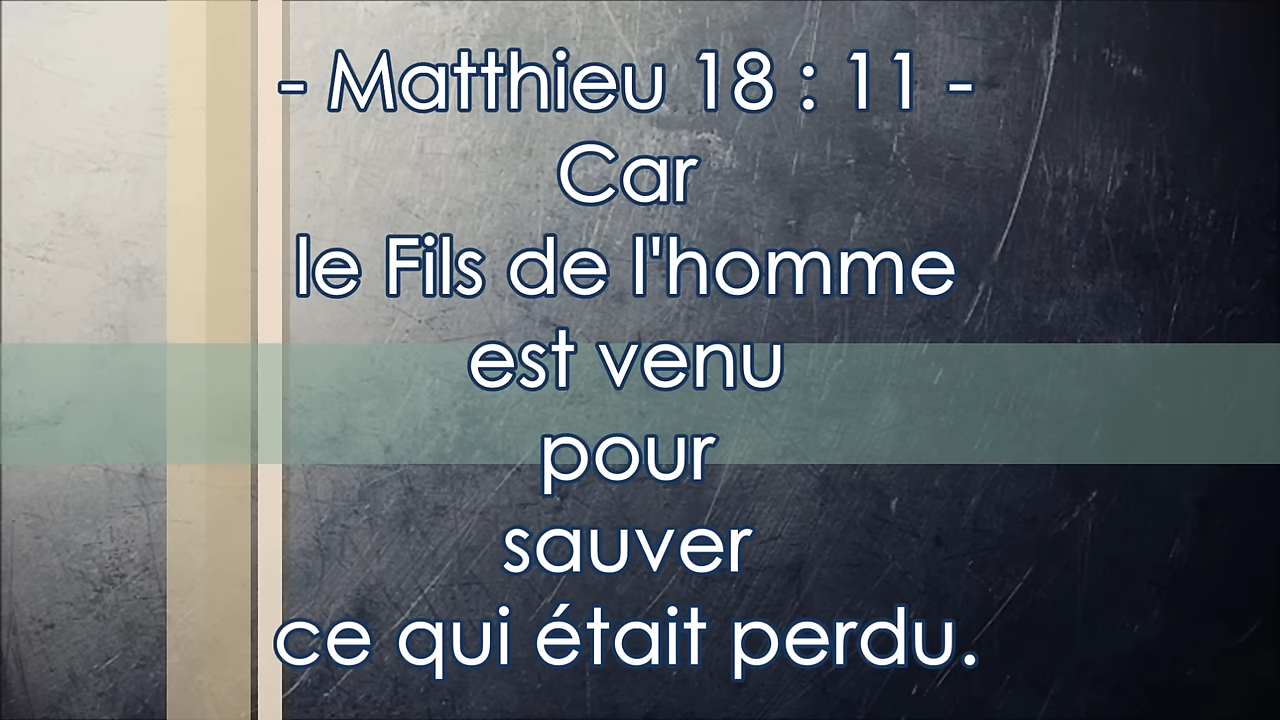 - Matthieu 18 : 11 -
Car
le Fils de l'homme
est venu
pour
sauver
ce qui était perdu.